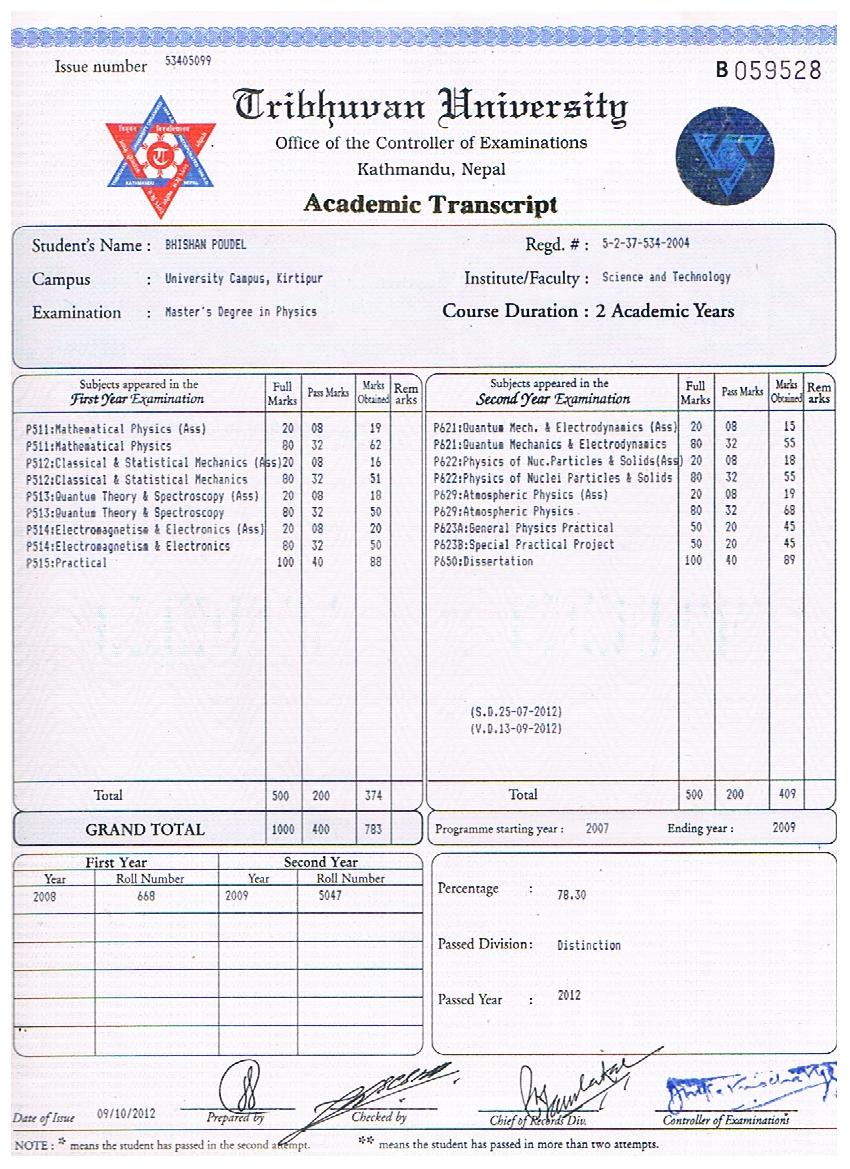 Issue number 53405099
B 059528
Tribhuvan University
Office of the Controller of Examinations
Kathmandu, Nepal
Academic Transcript
KATHMANDU NEPAL
Student's Name : BHISHAN POUDEL Regd. # : 5-2-37-534-2004
Campus : University Campus, Kirtipur Institute/Faculty : Science and Technology
Examination : Master's Degree in Physics Course Duration : 2 Academic Years
Subjects appeared in the First Year Examination Full Marks Pass Marks Marks Obtained Rem arks
P511:Mathematical Physics (Ass) 20 08 19
P511:Mathematical Physics 80 32 62
P512:Classical & Statistical Mechanics (Ass)20 08 16
P512:Classical & Statistical Mechanics 80 32 51
P513:Quantum Theory & Spectroscopy (Ass) 20 08 18
P513:Quantum Theory & Spectroscopy 80 32 50
P514:Electromagnetism & Electronics (Ass) 20 08 20
P514:Electromagnetism & Electronics 80 32 50
P515:Practical 100 40 88
Total 500 200 374
Subjects appeared in the Second Year Examination Full Marks Pass Marks Marks Obtained Rem arks
P621:Quantum Mech. & Electrodynamics (Ass) 20 08 15
P621:Quantum Mechanics & Electrodynamics 80 32 55
P622:Physics of Nuc.Particles & Solids(Ass) 20 08 18
P622:Physics of Nuclei Particles & Solids 80 32 55
P629:Atmospheric Physics (Ass) 20 08 19
P629:Atmospheric Physics 80 32 68
P623A:General Physics Practical 50 20 45
P623B:Special Practical Project 50 20 45
P650:Dissertation 100 40 89
(S.D.25-07-2012)
(V.D.13-09-2012)
Total 500 200 409
GRAND TOTAL 1000 400 783
Programme starting year : 2007 Ending year : 2009
First Year Second Year
Year Roll Number Year Roll Number
2008 668 2009 5047
Percentage : 78.30
Passed Division : Distinction
Passed Year : 2012
Date of Issue 09/10/2012 Prepared by Checked by Chief of Records Div. Controller of Examinations
NOTE : * means the student has passed in the second attempt. ** means the student has passed in more than two attempts.